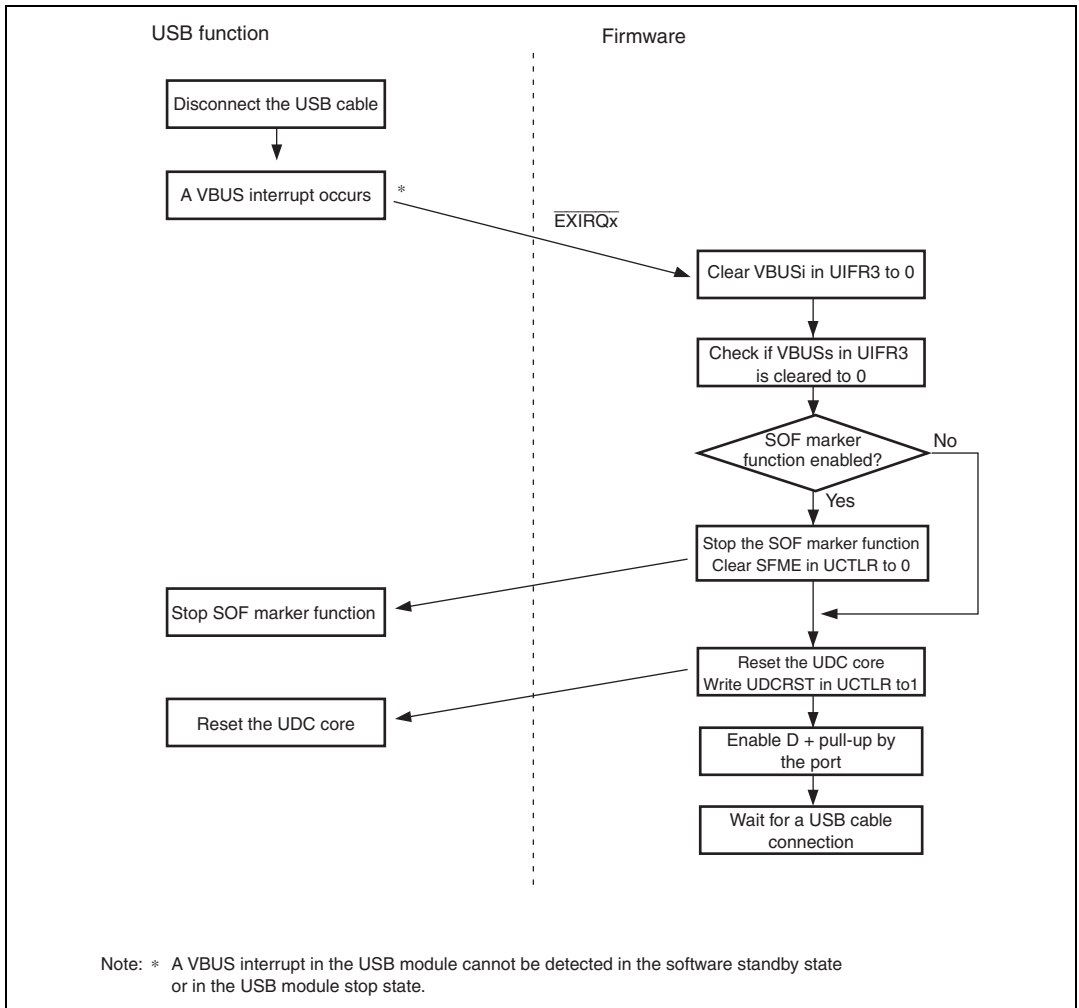 USB function
Firmware
Disconnect the USB cable
A VBUS interrupt occurs
*
EXIRQx
Clear VBUSi in UIFR3 to 0
Check if VBUSs in UIFR3
is cleared to 0
SOF marker
function enabled?
No
Yes
Stop the SOF marker function
Clear SFME in UCTLR to 0
Stop SOF marker function
Reset the UDC core
Write UDCRST in UCTLR to1
Reset the UDC core
Enable D + pull-up by
the port
Wait for a USB cable
connection
Note: * A VBUS interrupt in the USB module cannot be detected in the software standby state
or in the USB module stop state.